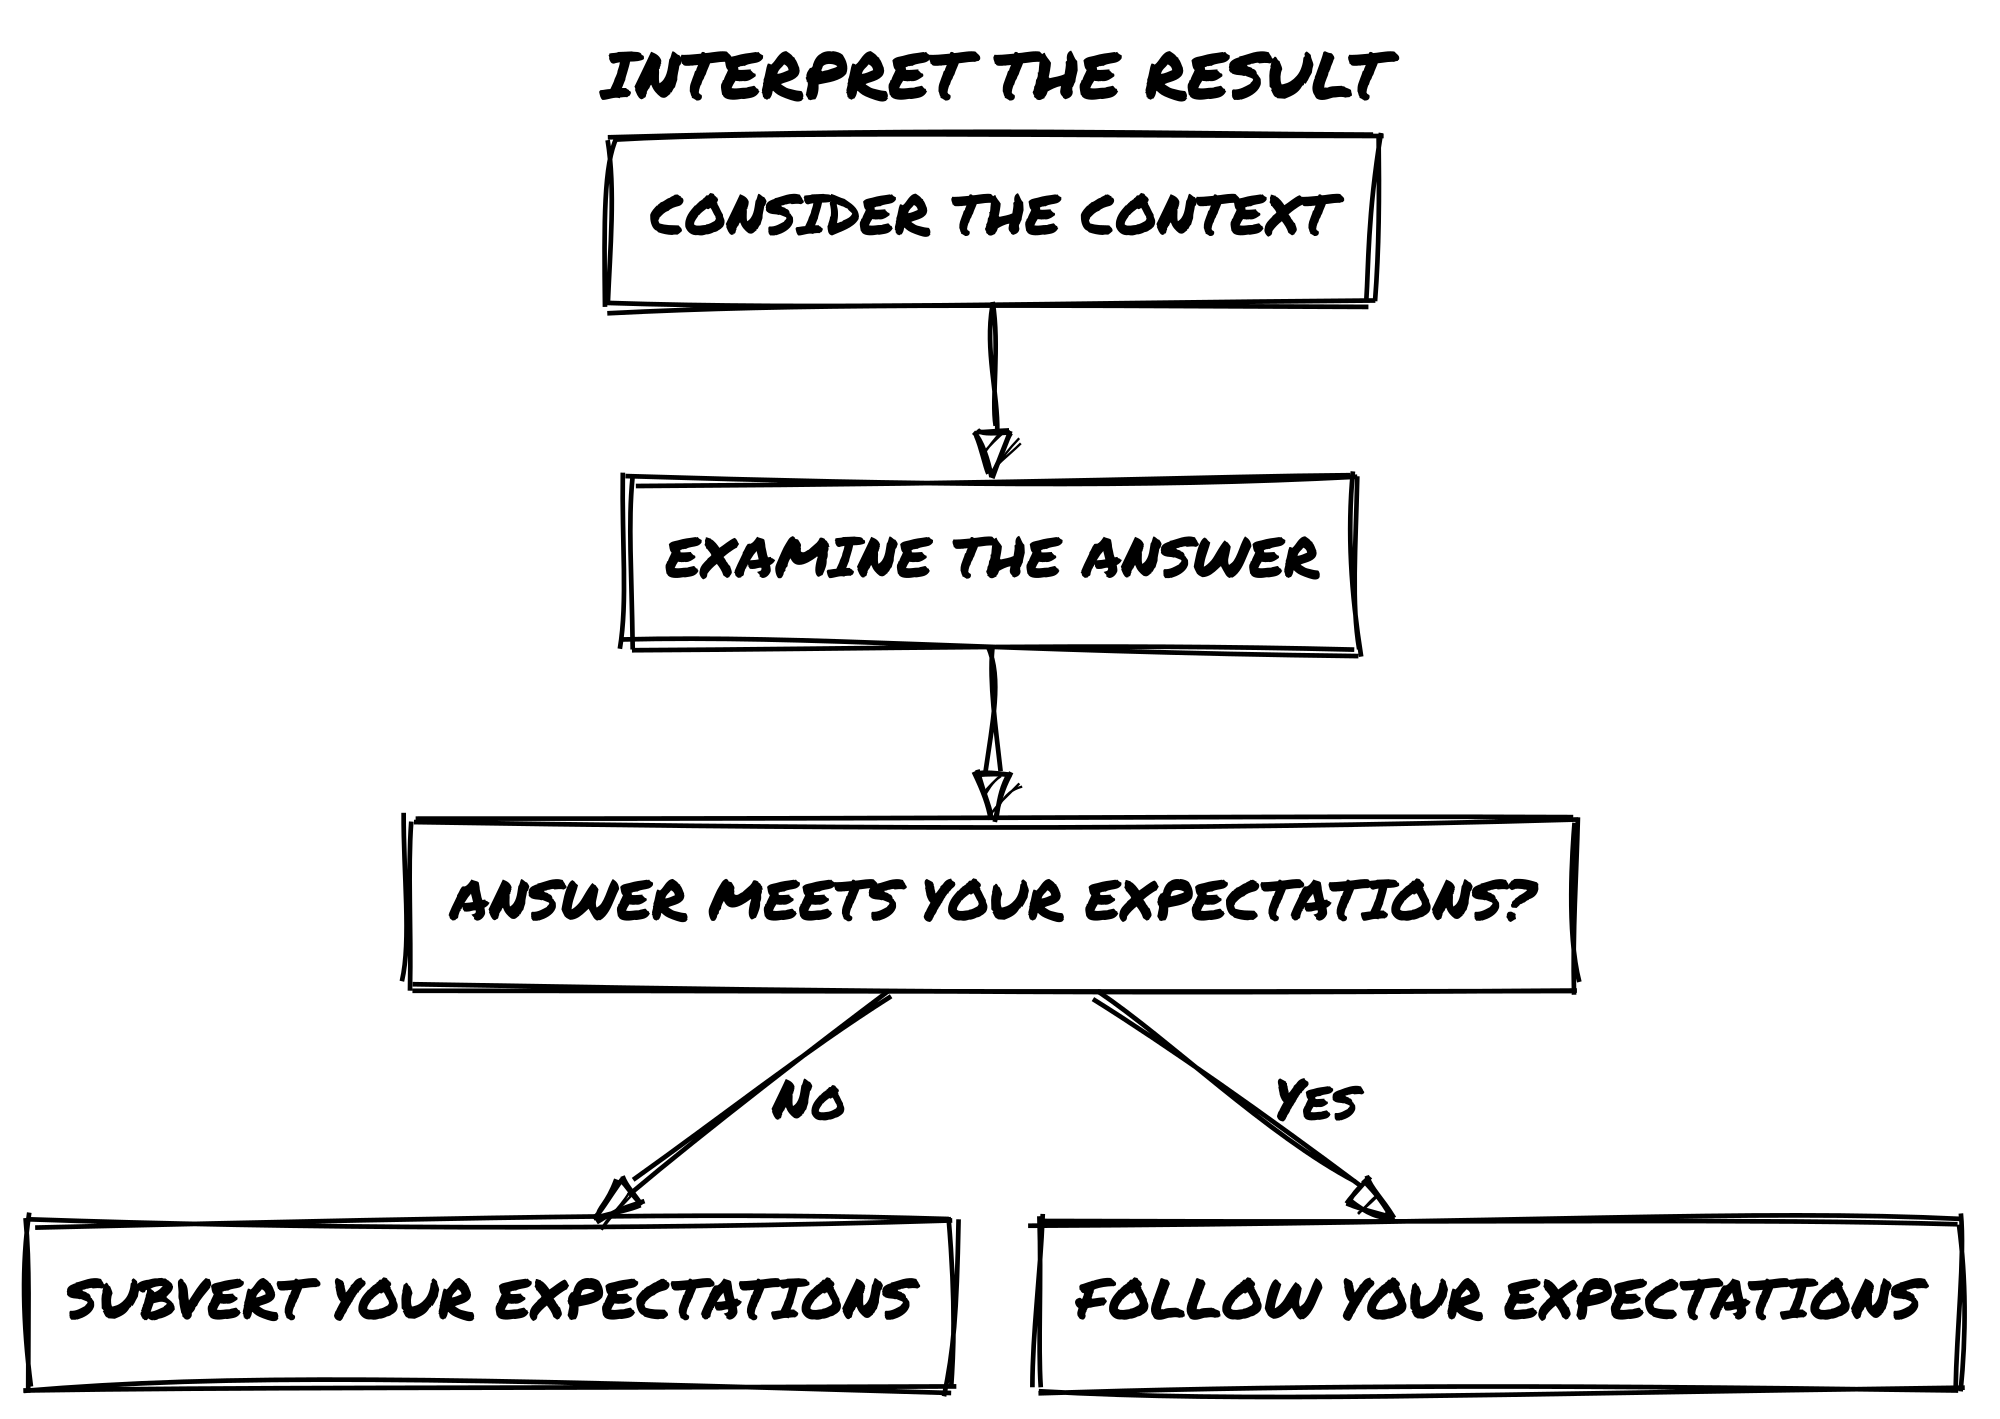 INTERPRET THE RESULT
CONSIDER THE CONTEXT
EXAMINE THE ANSWER
ANSWER MEETS YOUR EXPECTATIONS?
No
Yes
SUBVERT YOUR EXPECTATIONS
FOLLOW YOUR EXPECTATIONS